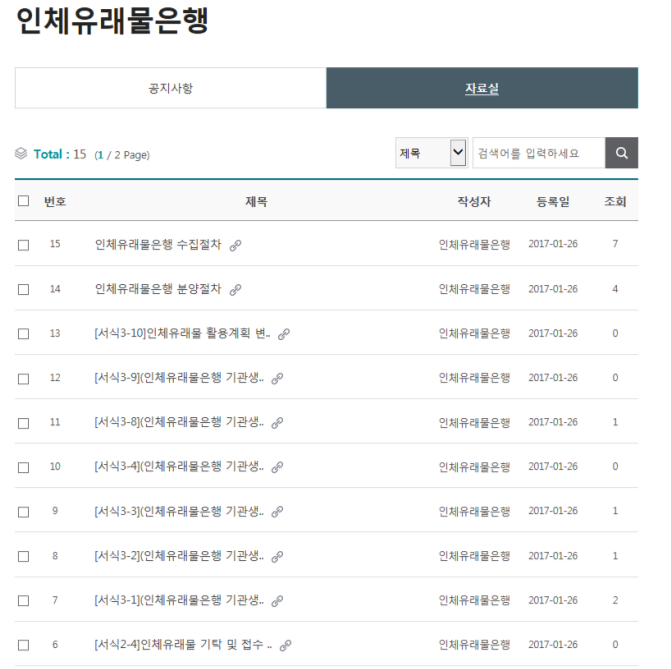 인체유래물은행
공지사항 자료실
Total : 15 (1 / 2 Page) 제목 검색어를 입력하세요
번호 제목 작성자 등록일 조회
15 인체유래물은행 수집절차 인체유래물은행 2017-01-26 7
14 인체유래물은행 분양절차 인체유래물은행 2017-01-26 4
13 [서식3-10]인체유래물 활용계획 변.. 인체유래물은행 2017-01-26 0
12 [서식3-9](인체유래물은행 기관생.. 인체유래물은행 2017-01-26 0
11 [서식3-8](인체유래물은행 기관생.. 인체유래물은행 2017-01-26 1
10 [서식3-4](인체유래물은행 기관생.. 인체유래물은행 2017-01-26 0
9 [서식3-3](인체유래물은행 기관생.. 인체유래물은행 2017-01-26 1
8 [서식3-2](인체유래물은행 기관생.. 인체유래물은행 2017-01-26 1
7 [서식3-1](인체유래물은행 기관생.. 인체유래물은행 2017-01-26 2
6 [서식2-4]인체유래물 기탁 및 접수 .. 인체유래물은행 2017-01-26 0